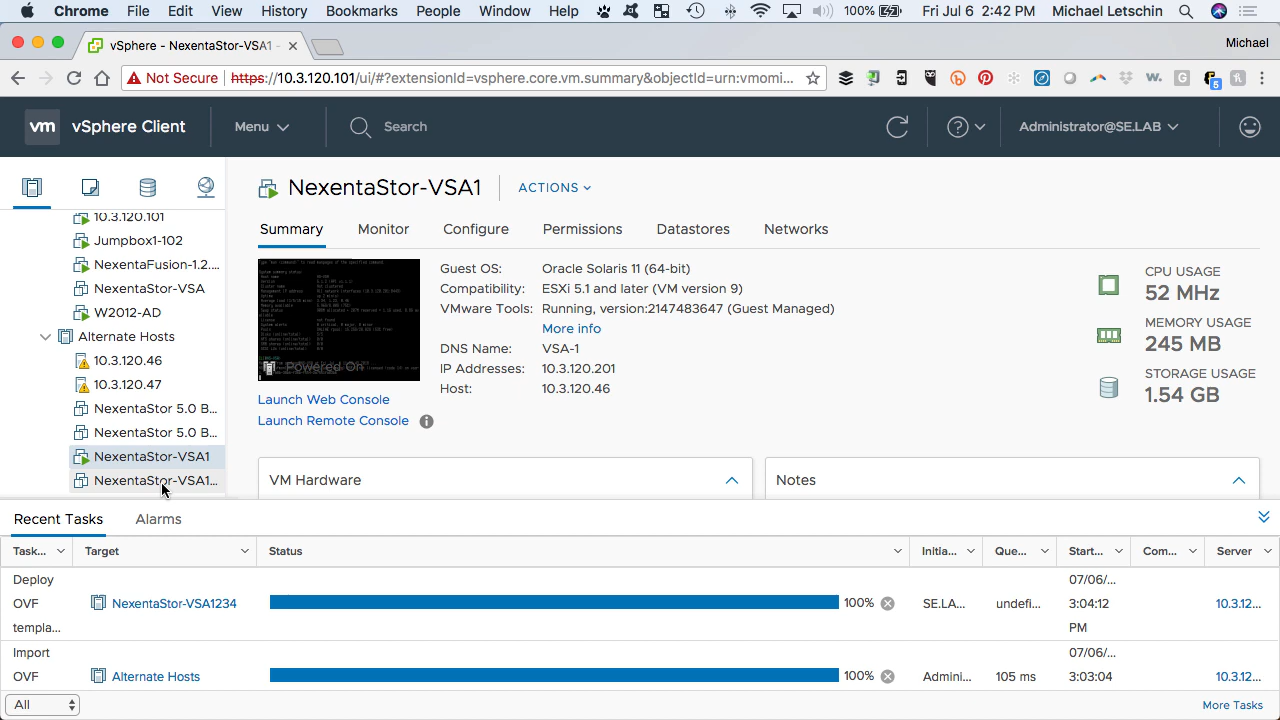 Chrome File Edit View History Bookmarks People Window Help 100% Fri Jul 6 2:42 PM Michael Letschin
vSphere - NexentaStor-VSA1 - Michael
Not Secure https://10.3.120.101/ui/#?extensionId=vsphere.core.vm.summary&objectId=urn:vmomi...
5
vm vSphere Client Menu Search Administrator@SE.LAB
NexentaStor-VSA1 ACTIONS
10.3.120.101
Jumpbox1-102
NexentaFusion-1.2....
NexentaStor-VSA
W2012-AD
Alternate Hosts
10.3.120.46
10.3.120.47
NexentaStor 5.0 B...
NexentaStor 5.0 B...
NexentaStor-VSA1
NexentaStor-VSA1...
Summary Monitor Configure Permissions Datastores Networks
Powered On
Launch Web Console
Launch Remote Console
Guest OS: Solaris 11 (64-bit)
Compatibility: ESXi 5.1 and later (VM version 9)
VMware Tools: Running, version:2147483647 (Guest Managed)
More info
DNS Name: VSA-1
IP Addresses: 10.3.120.201
Host: 10.3.120.46
CPU USAGE
52 MHz
MEMORY USAGE
245 MB
STORAGE USAGE
1.54 GB
VM Hardware Notes
Recent Tasks Alarms
Task... Target Status Initia... Que... Start... Com... Server
Deploy 07/06/...
OVF NexentaStor-VSA1234 100% SE.LA... undefi... 3:04:12 10.3.12...
templa... PM
Import 07/06/...
OVF Alternate Hosts 100% Admini... 105 ms 3:03:04 10.3.12...
All More Tasks